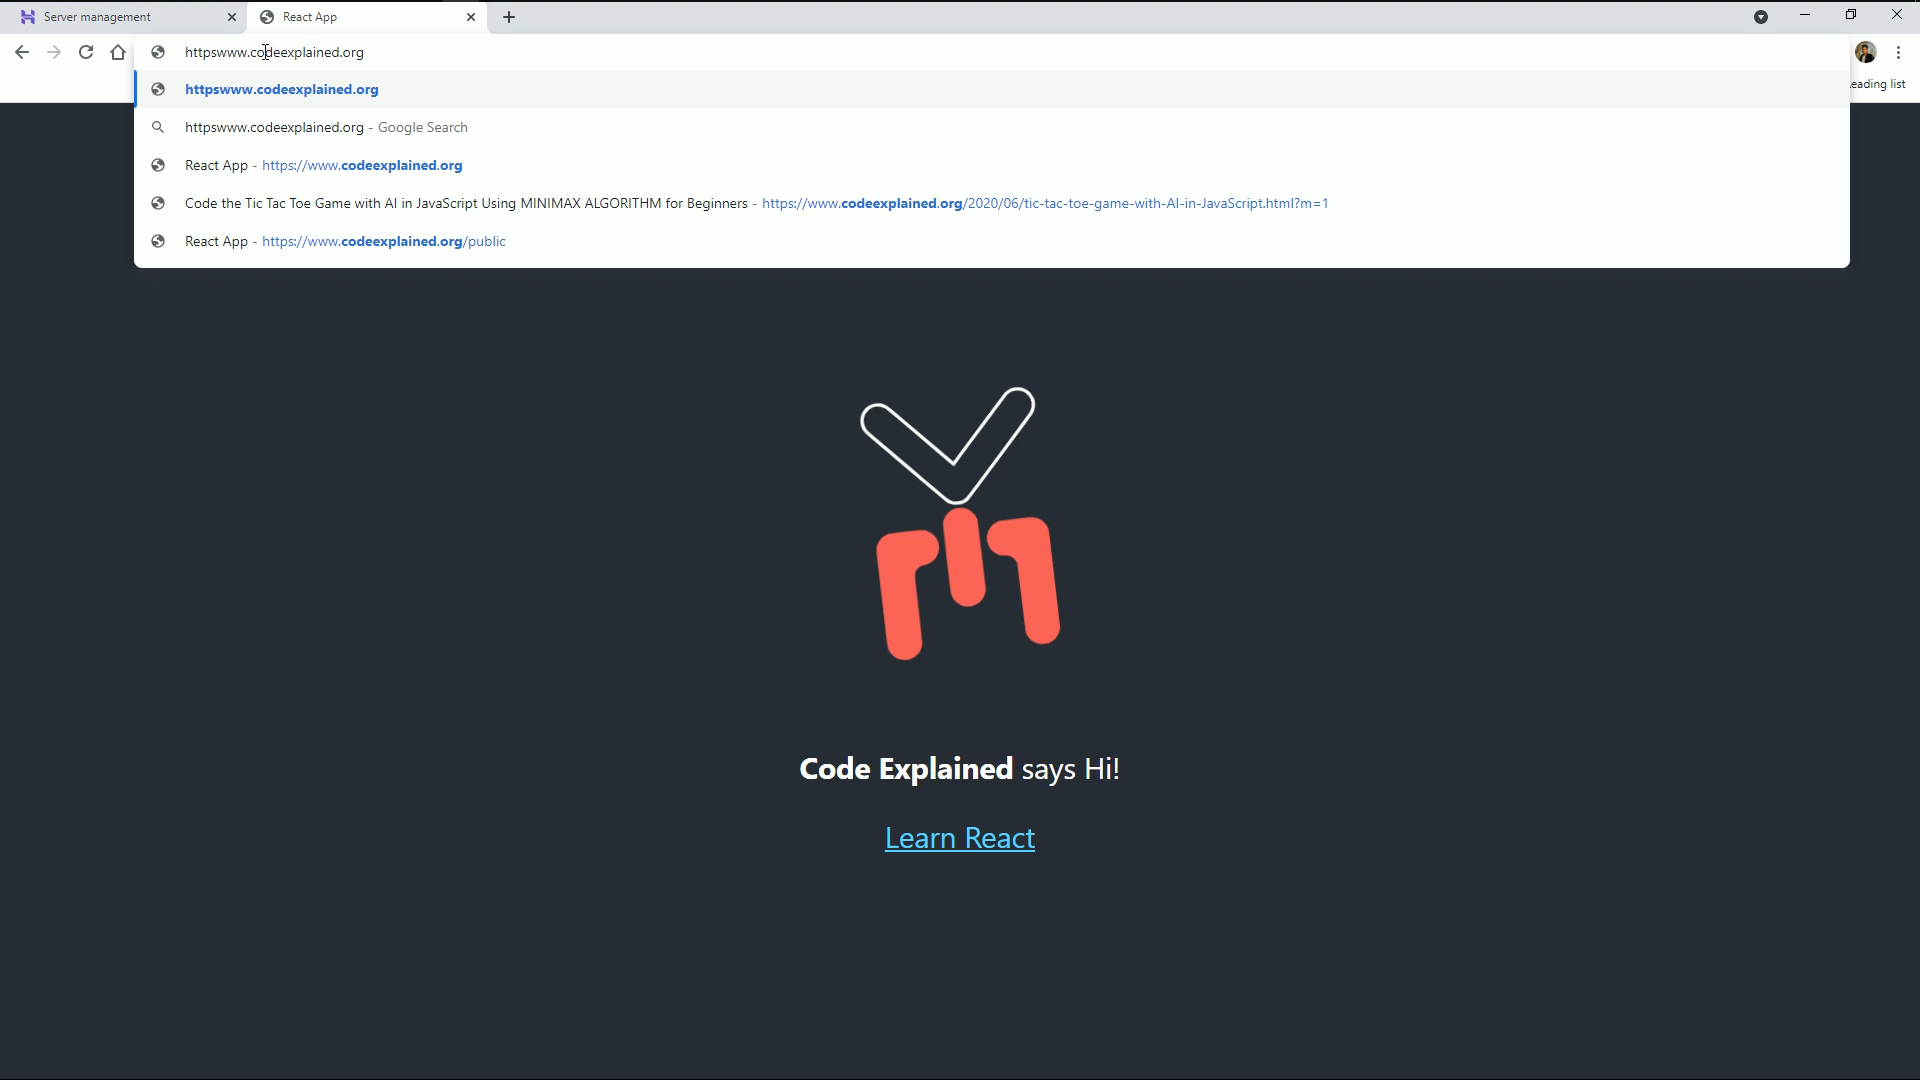 Server management
React App
httpswww.codeexplained.org
eading list
httpswww.codeexplained.org
httpswww.codeexplained.org - Google Search
React App - https://www.codeexplained.org
Code the Tic Tac Toe Game with AI in JavaScript Using MINIMAX ALGORITHM for Beginners - https://www.codeexplained.org/2020/06/tic-tac-toe-game-with-AI-in-JavaScript.html?m=1
React App - https://www.codeexplained.org/public
Code Explained says Hi!
Learn React